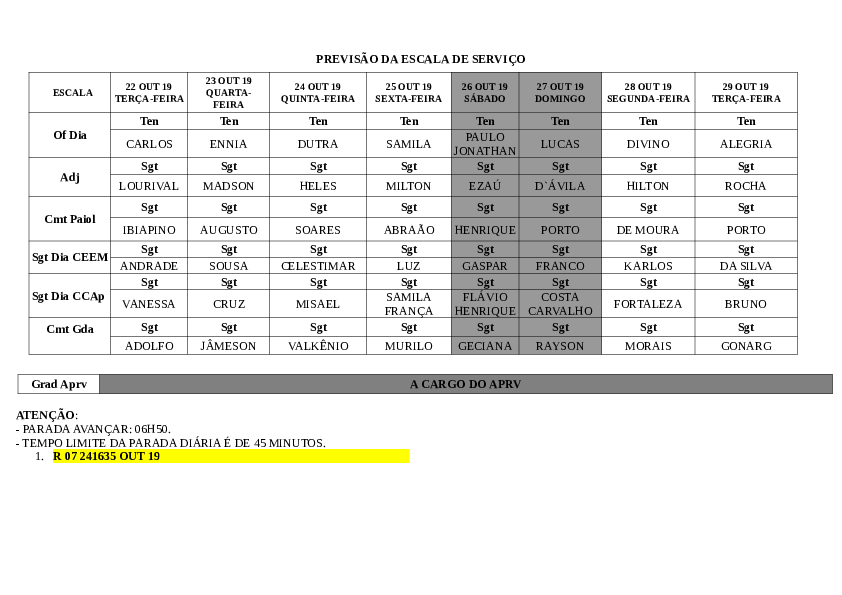 PREVISÃO DA ESCALA DE SERVIÇO
ESCALA 22 OUT 19 TERÇA-FEIRA 23 OUT 19 QUARTA-FEIRA 24 OUT 19 QUINTA-FEIRA 25 OUT 19 SEXTA-FEIRA 26 OUT 19 SÁBADO 27 OUT 19 DOMINGO 28 OUT 19 SEGUNDA-FEIRA 29 OUT 19 TERÇA-FEIRA
Of Dia Ten Ten Ten Ten Ten Ten Ten Ten
CARLOS ENNIA DUTRA SAMILA PAULO JONATHAN LUCAS DIVINO ALEGRIA
Adj Sgt Sgt Sgt Sgt Sgt Sgt Sgt Sgt
LOURIVAL MADSON HELES MILTON EZAÚ D`ÁVILA HILTON ROCHA
Cmt Paiol Sgt Sgt Sgt Sgt Sgt Sgt Sgt Sgt
IBIAPINO AUGUSTO SOARES ABRAÃO HENRIQUE PORTO DE MOURA PORTO
Sgt Dia CEEM Sgt Sgt Sgt Sgt Sgt Sgt Sgt Sgt
ANDRADE SOUSA CELESTIMAR LUZ GASPAR FRANCO KARLOS DA SILVA
Sgt Dia CCAp Sgt Sgt Sgt Sgt Sgt Sgt Sgt Sgt
VANESSA CRUZ MISAEL SAMILA FRANÇA FLÁVIO HENRIQUE COSTA CARVALHO FORTALEZA BRUNO
Cmt Gda Sgt Sgt Sgt Sgt Sgt Sgt Sgt Sgt
ADOLFO JÂMESON VALKÊNIO MURILO GECIANA RAYSON MORAIS GONARG
Grad Aprv A CARGO DO APRV
ATENÇÃO:
- PARADA AVANÇAR: 06H50.
- TEMPO LIMITE DA PARADA DIÁRIA É DE 45 MINUTOS.
1. R 07 241635 OUT 19